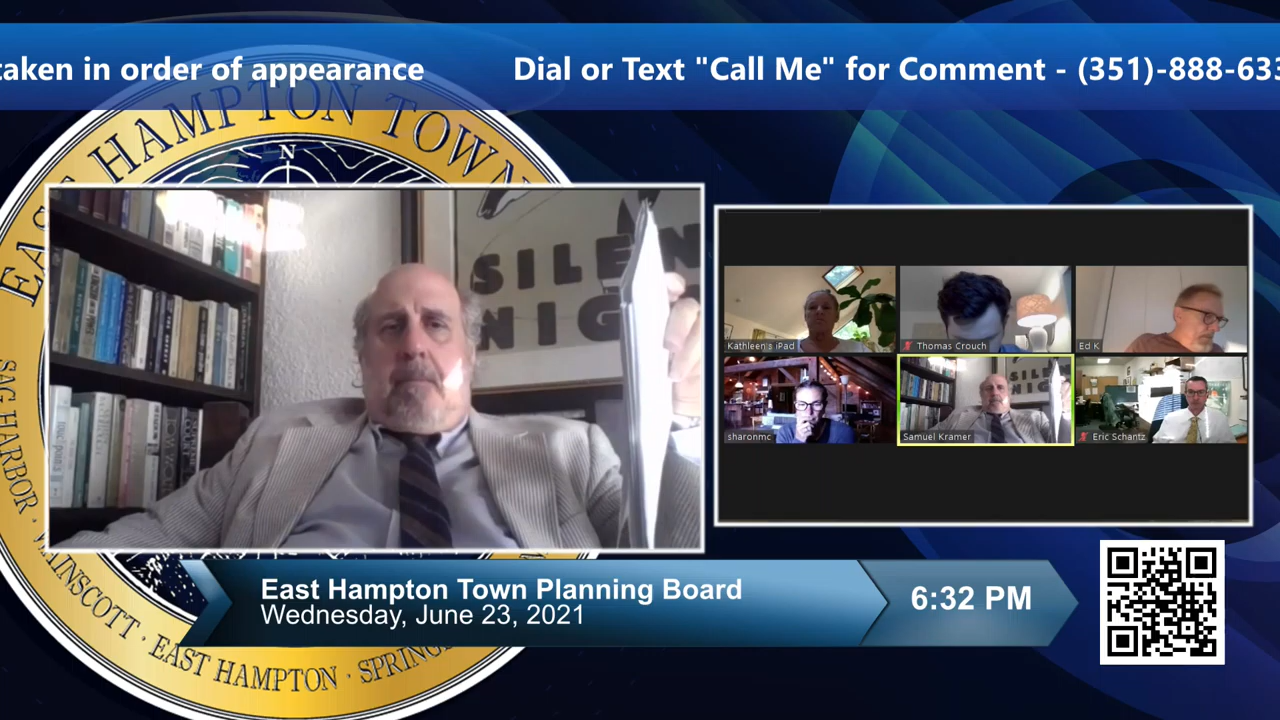 taken in order of appearance Dial or Text "Call Me" for Comment - (351)-888-633
EAST HAMPTON TOWN
N
SILEN
NIG
Kathleen's iPad
Thomas Crouch
Ed K
sharonmc
SILE
NIG
Samuel Kramer
Eric Schantz
SAG HARBOR · WAINSCOTT · EAST HAMPTON · SPRING
East Hampton Town Planning Board
Wednesday, June 23, 2021
6:32 PM